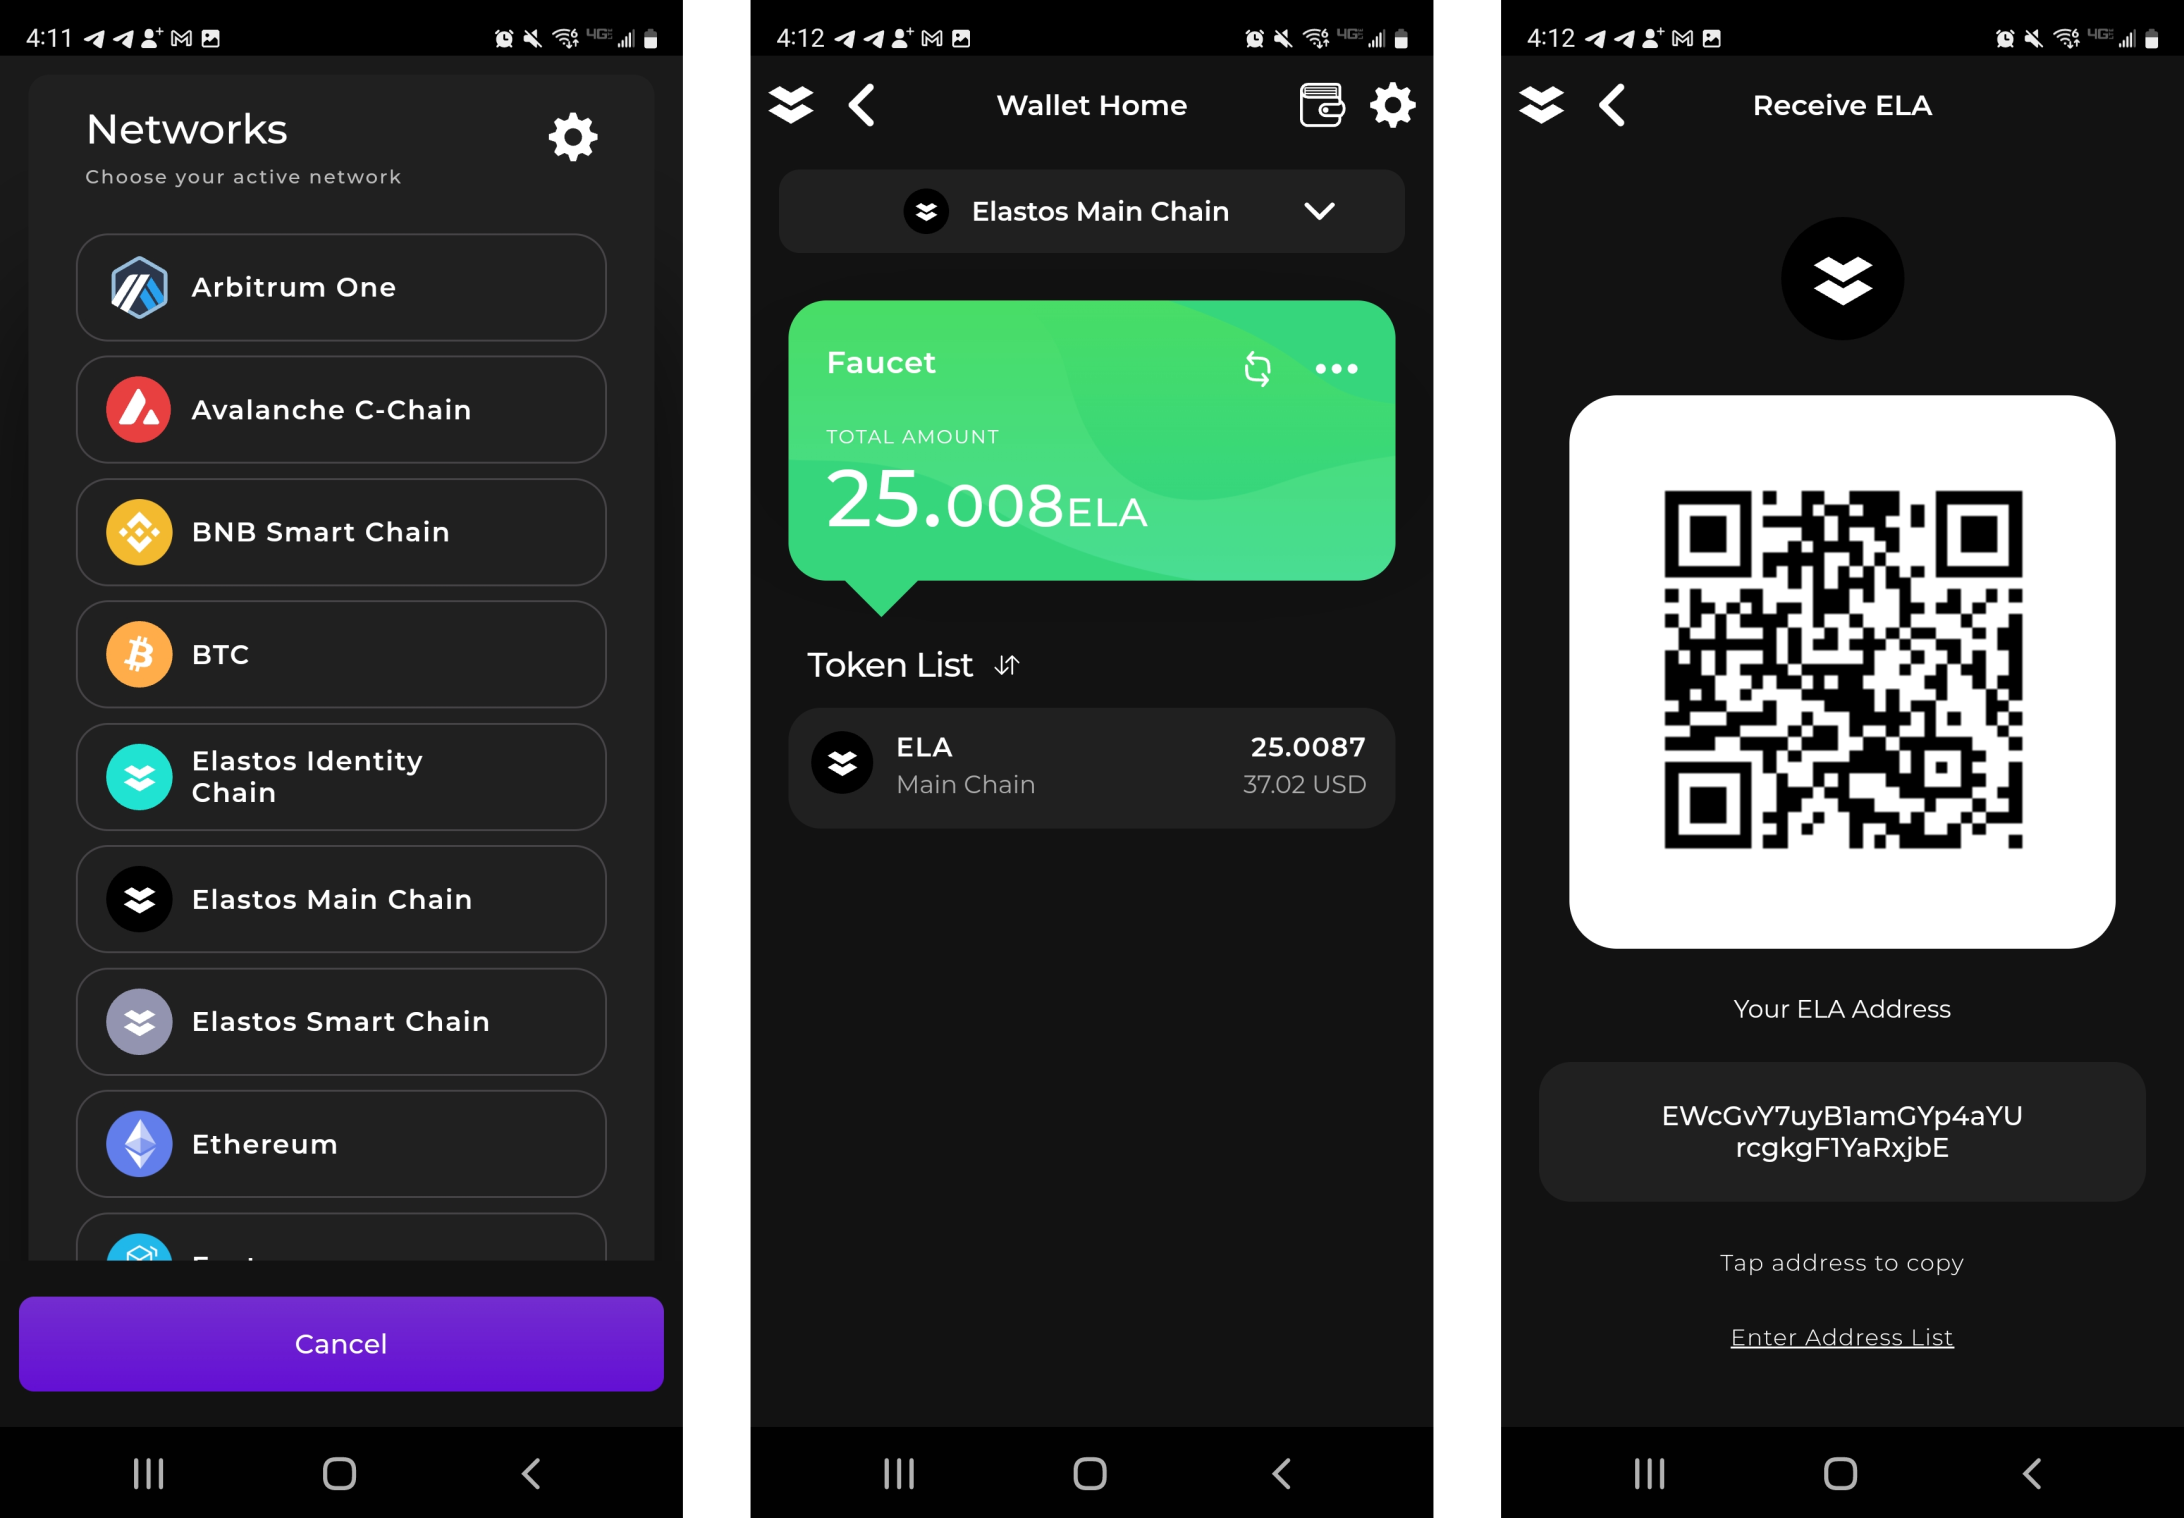 4:11
Networks
Choose your active network
Arbitrum One
Avalanche C-Chain
BNB Smart Chain
BTC
Elastos Identity
Chain
Elastos Main Chain
Elastos Smart Chain
Ethereum
Cancel
4:12
Wallet Home
Elastos Main Chain
Faucet
TOTAL AMOUNT
25.008ELA
Token List
ELA 25.0087
Main Chain 37.02 USD
4:12
Receive ELA
Your ELA Address
EWcGvY7uyB1amGYp4aYU
rcgkgF1YaRxjbE
Tap address to copy
Enter Address List